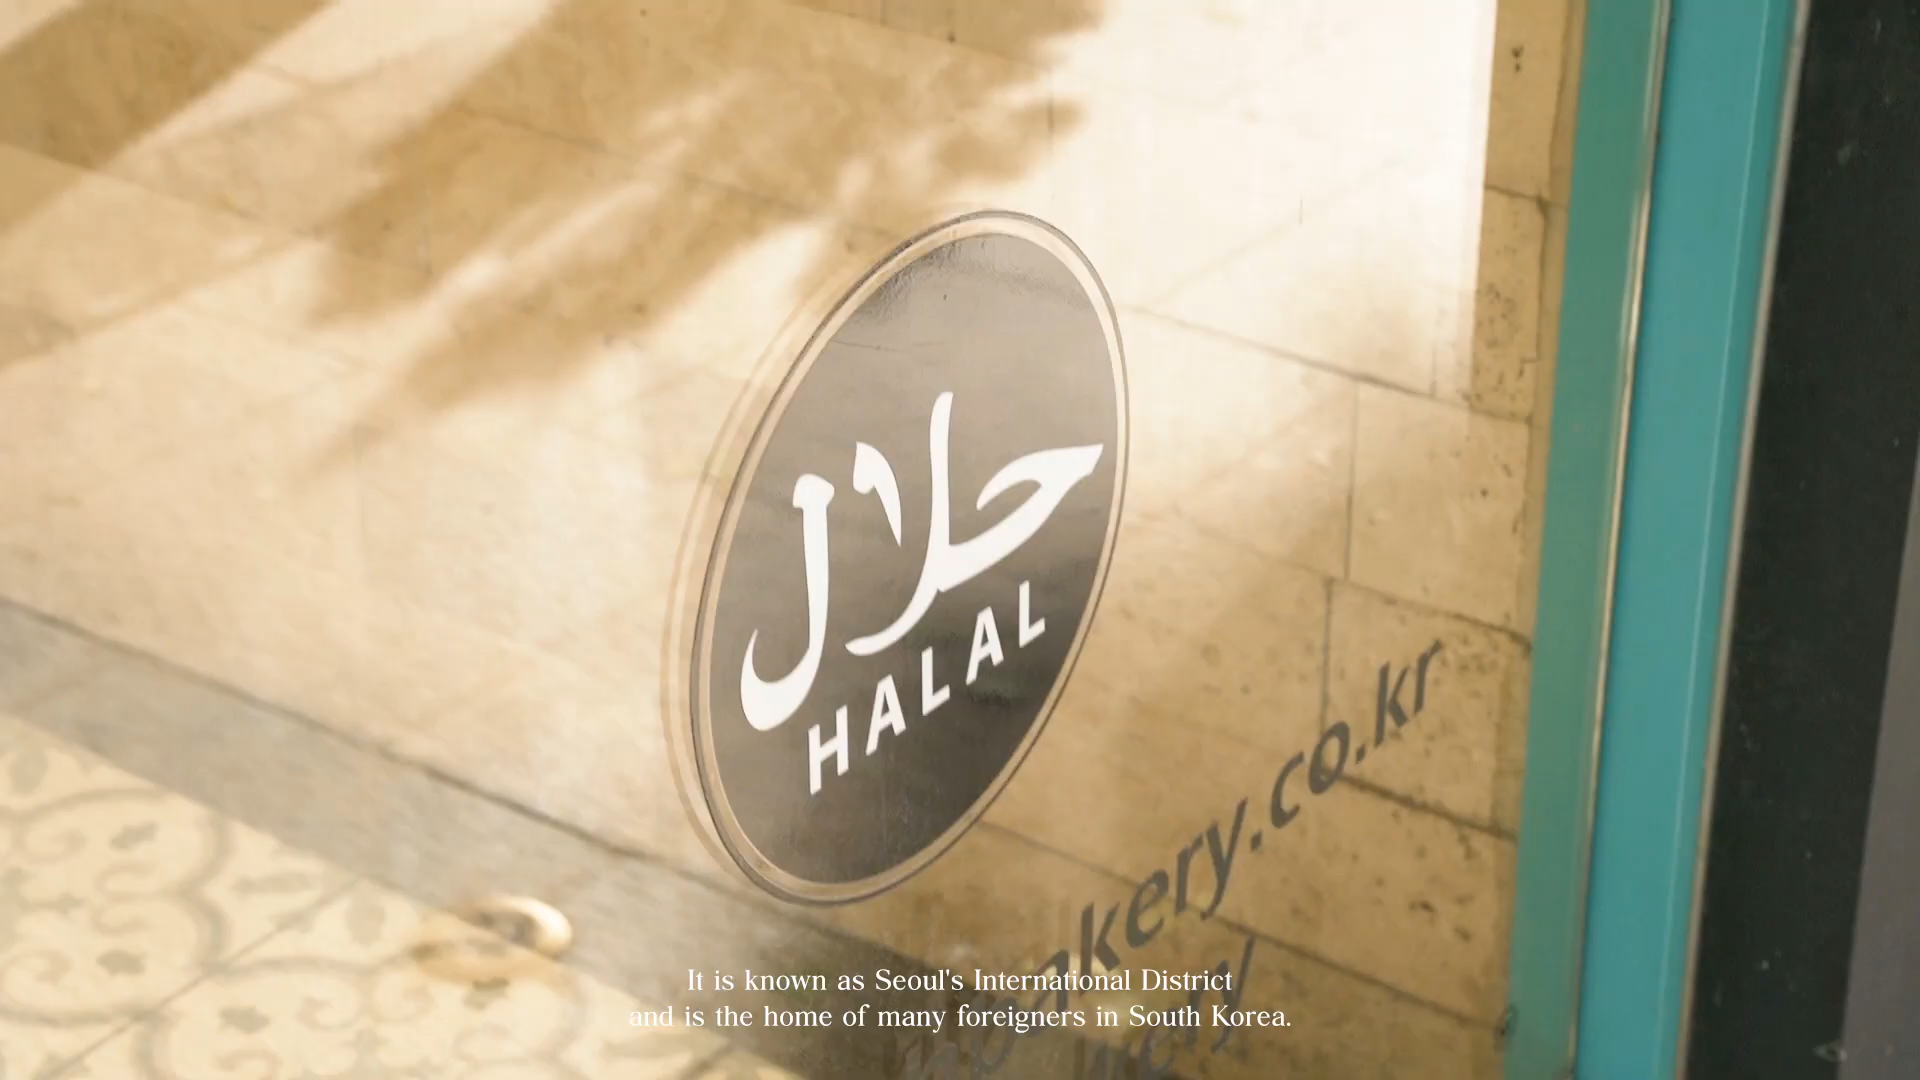 حلال
HALAL
akery.co.kr
It is known as Seoul's International District
and is the home of many foreigners in South Korea.